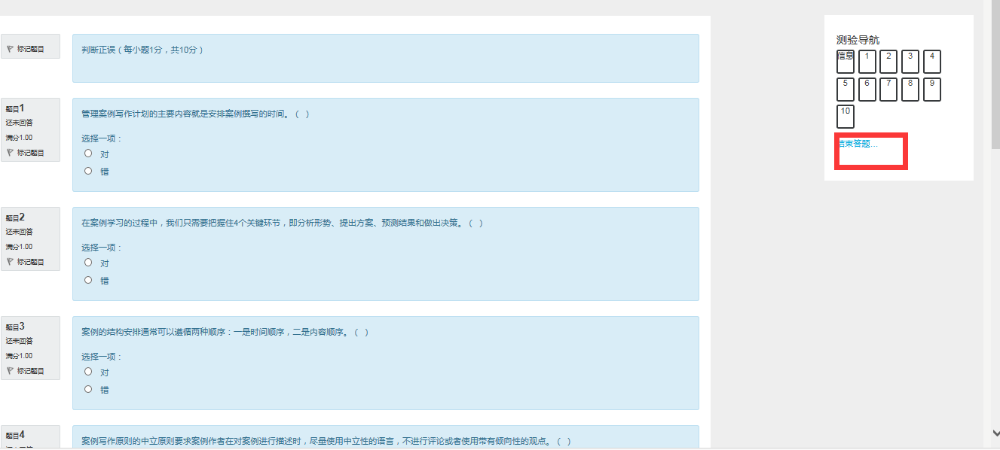 标记题目
判断正误（每小题1分，共10分）
题目1
还未回答
满分1.00
标记题目
管理案例写作计划的主要内容就是安排案例撰写的时间。（ ）
选择一项：
对
错
题目2
还未回答
满分1.00
标记题目
在案例学习的过程中，我们只需要把握住4个关键环节，即分析形势、提出方案、预测结果和做出决策。（ ）
选择一项：
对
错
题目3
还未回答
满分1.00
标记题目
案例的结构安排通常可以遵循两种顺序：一是时间顺序，二是内容顺序。（ ）
选择一项：
对
错
题目4
案例写作原则的中立原则要求案例作者在对案例进行描述时，尽量使用中立性的语言，不进行评论或者使用带有倾向性的观点。（ ）
测验导航
信息 1 2 3 4
5 6 7 8 9
10
结束答题...